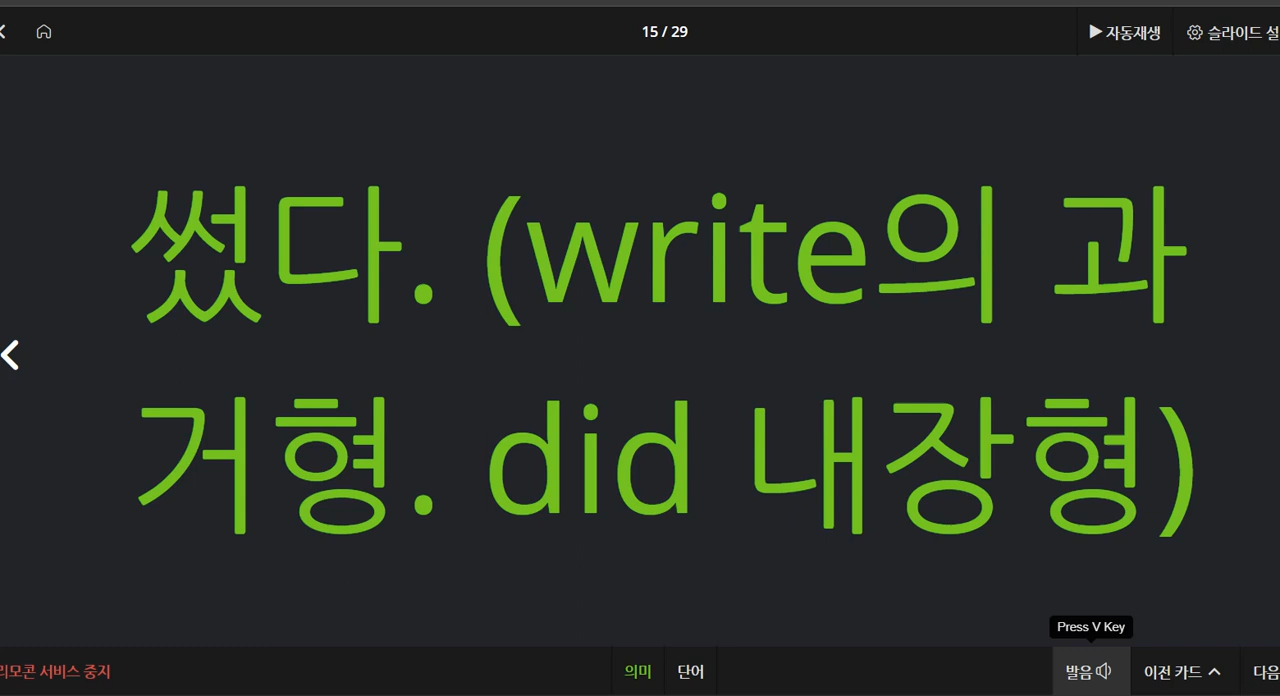 15 / 29
▶ 자동재생
슬라이드 설
썼다. (write의 과
거형. did 내장형)
Press V Key
리모콘 서비스 중지
의미
단어
발음
이전 카드
다음